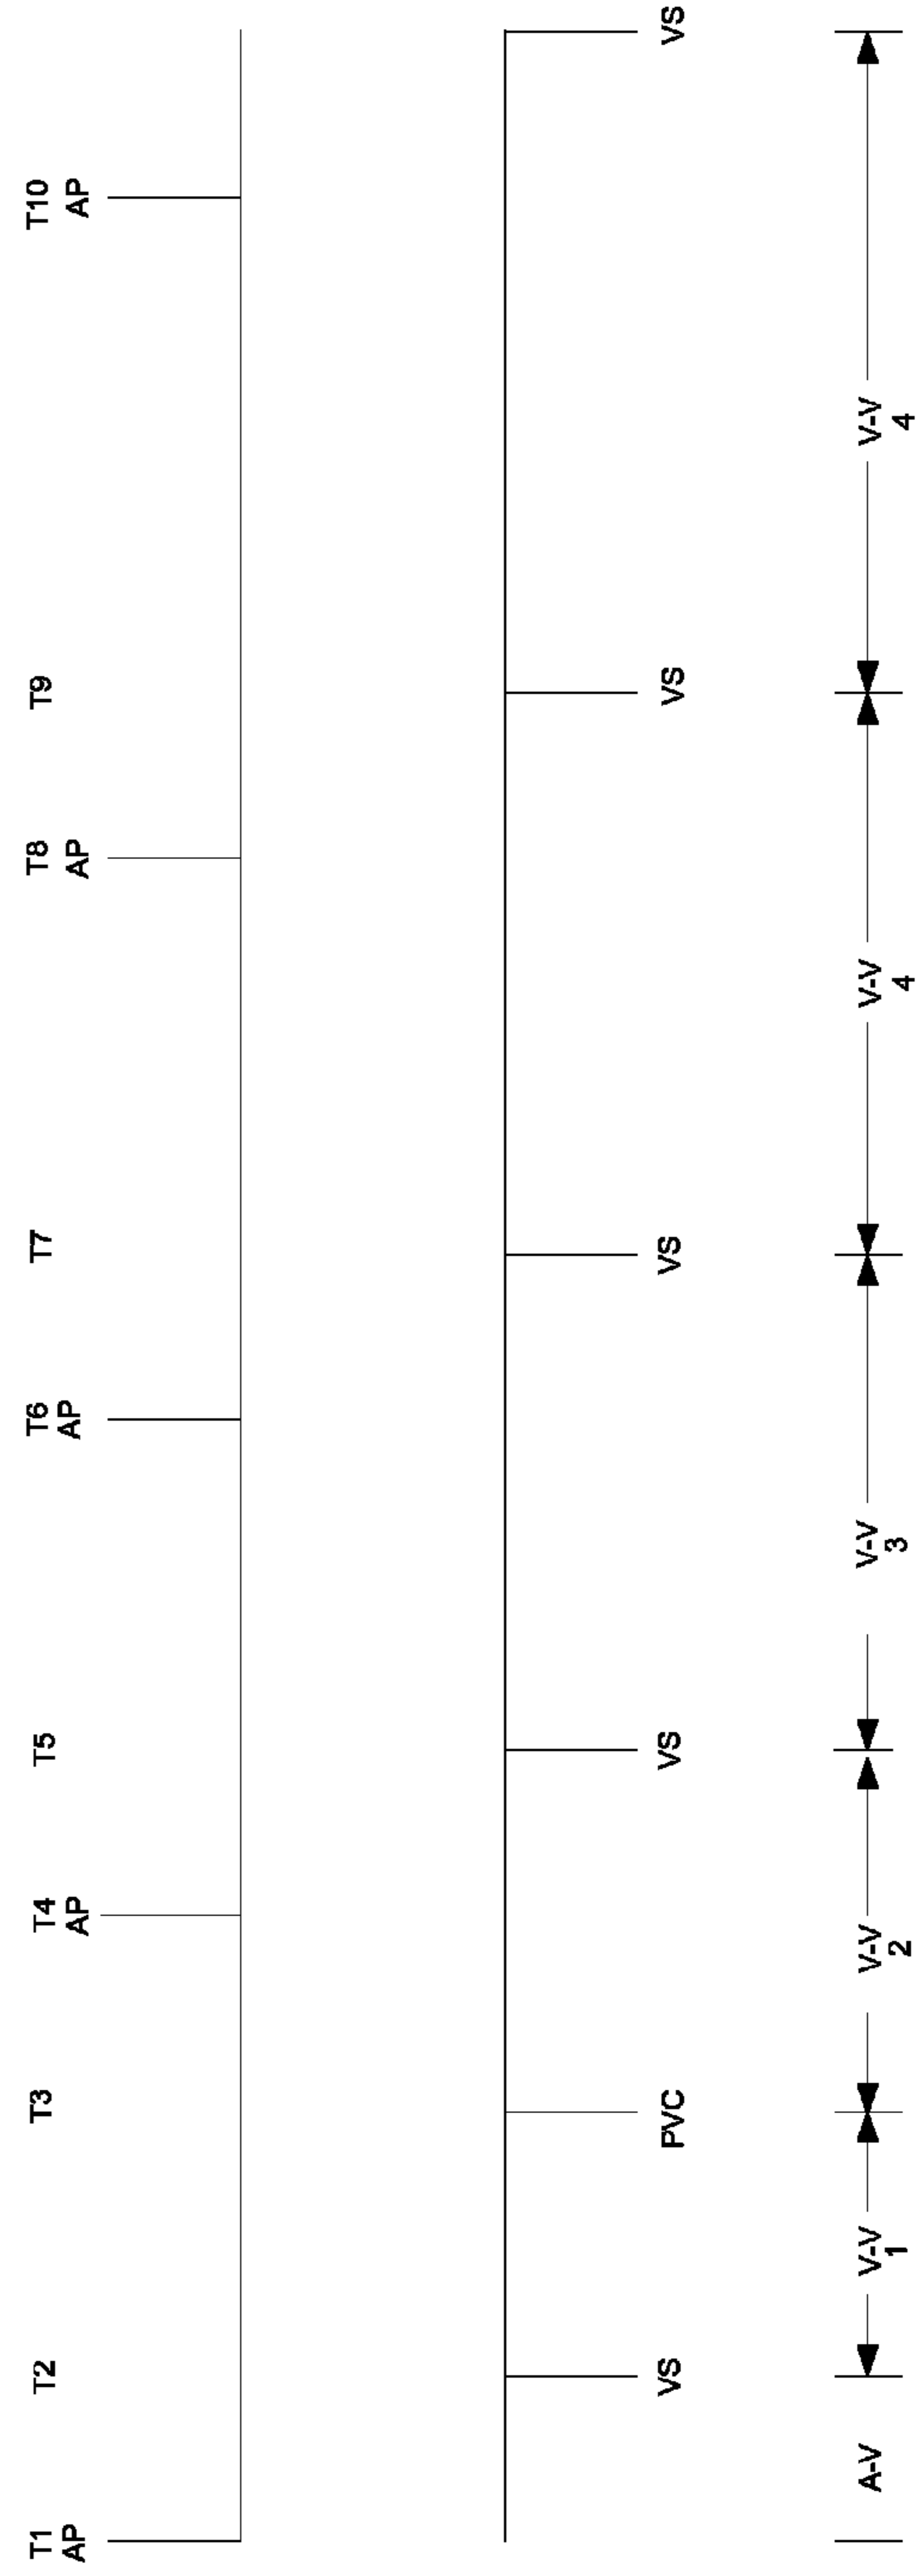 T1 T2 T3 T4 T5 T6 T7 T8 T9 T10
AP AP AP AP AP
VS PVC VS VS VS VS
A-V V-V V-V V-V V-V V-V
1 2 3 4 4